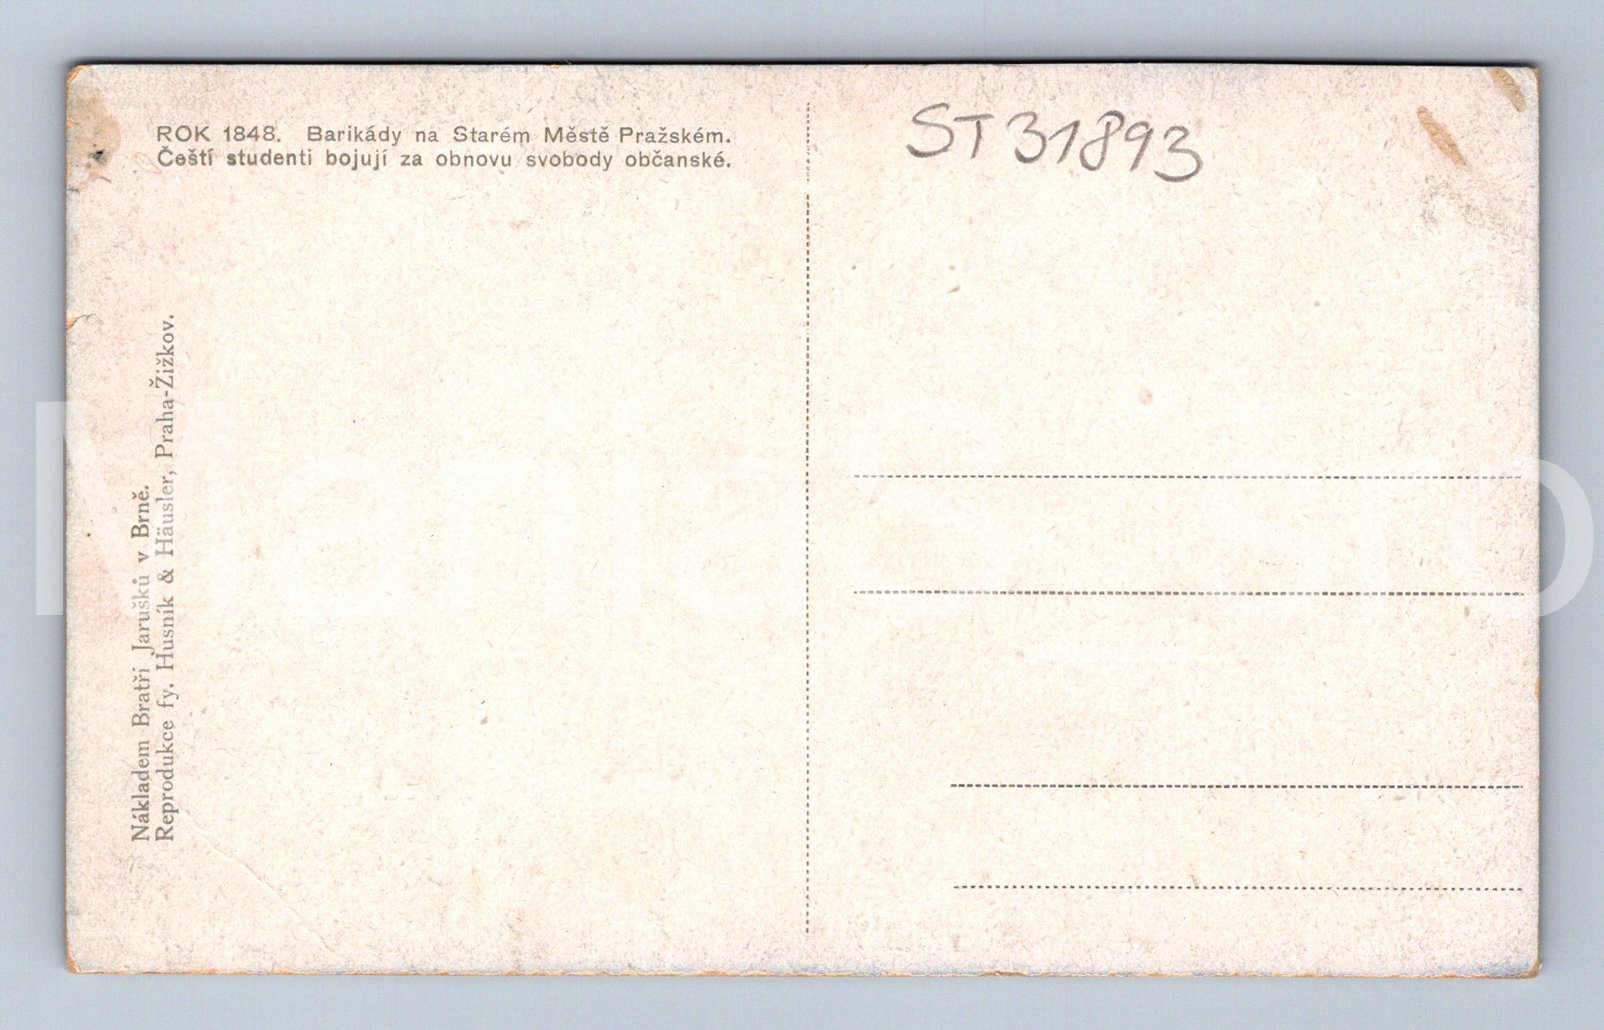 ROK 1848. Barikády na Starém Městě Pražském.
Čeští studenti bojují za obnovu svobody občanské.
ST31893
Nákladem Bratří Jarušků v Brně.
Reprodukce fy. Husník & Häusler, Praha-Žižkov.